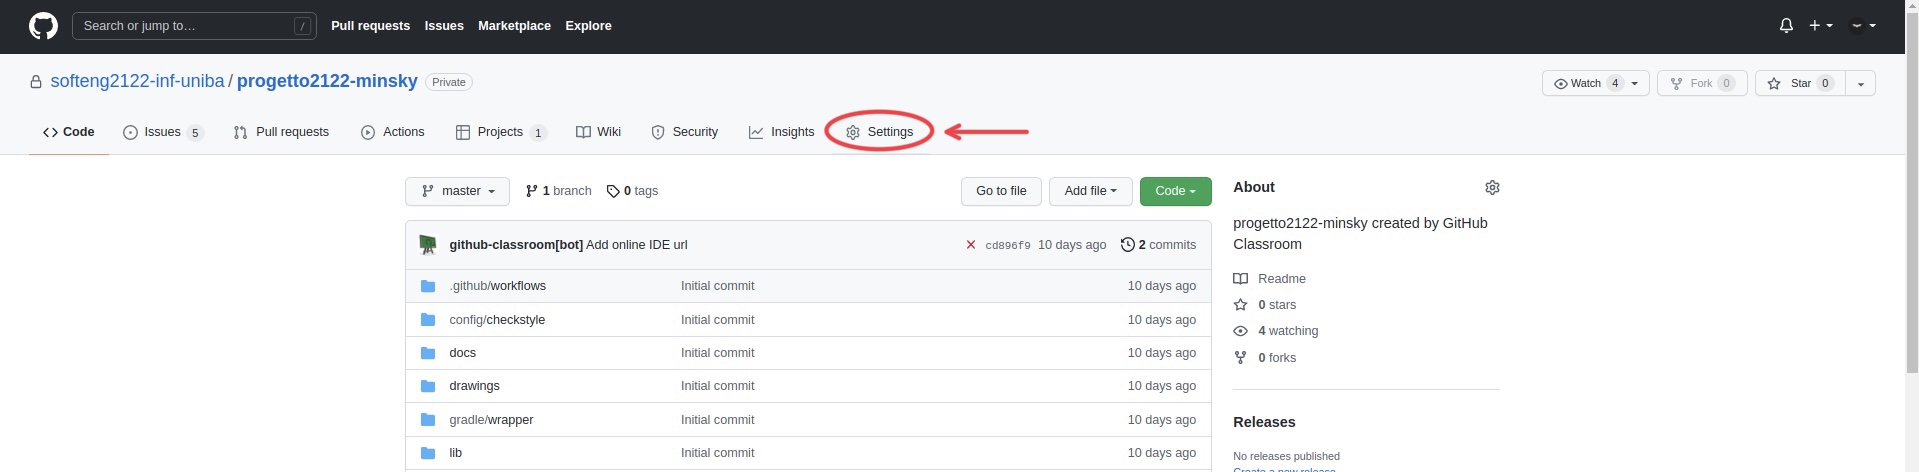 Search or jump to… / Pull requests Issues Marketplace Explore
softeng2122-inf-uniba / progetto2122-minsky Private Watch 4 Fork 0 Star 0
Code Issues 5 Pull requests Actions Projects 1 Wiki Security Insights Settings
master 1 branch 0 tags Go to file Add file Code
About
progetto2122-minsky created by GitHub
Classroom
github-classroom[bot] Add online IDE url cd896f9 10 days ago 2 commits
.github/workflows Initial commit 10 days ago
config/checkstyle Initial commit 10 days ago
docs Initial commit 10 days ago
drawings Initial commit 10 days ago
gradle/wrapper Initial commit 10 days ago
lib Initial commit 10 days ago
Readme
0 stars
4 watching
0 forks
Releases
No releases published
Create a new release